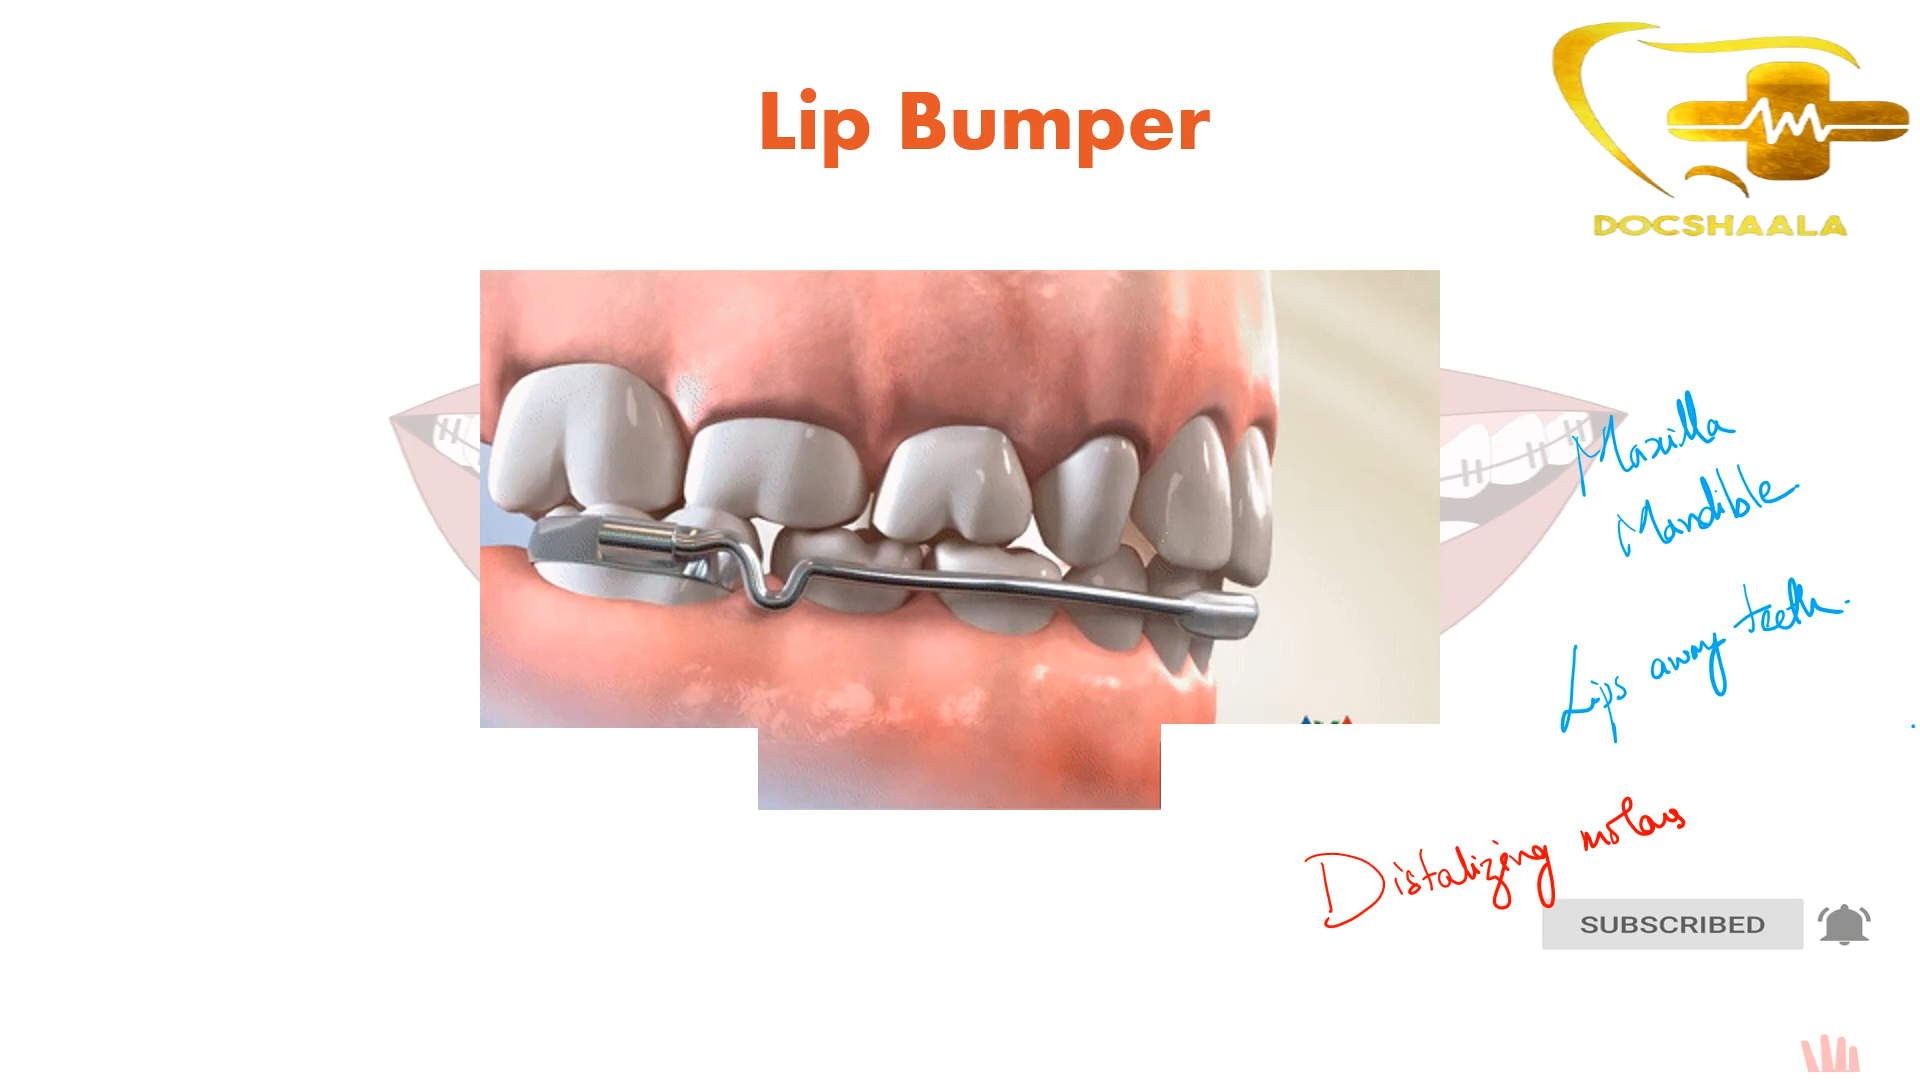 Lip Bumper
DOCSHAALA
Maxilla
Mandible
Lips away teeth.
Distalizing molars
SUBSCRIBED